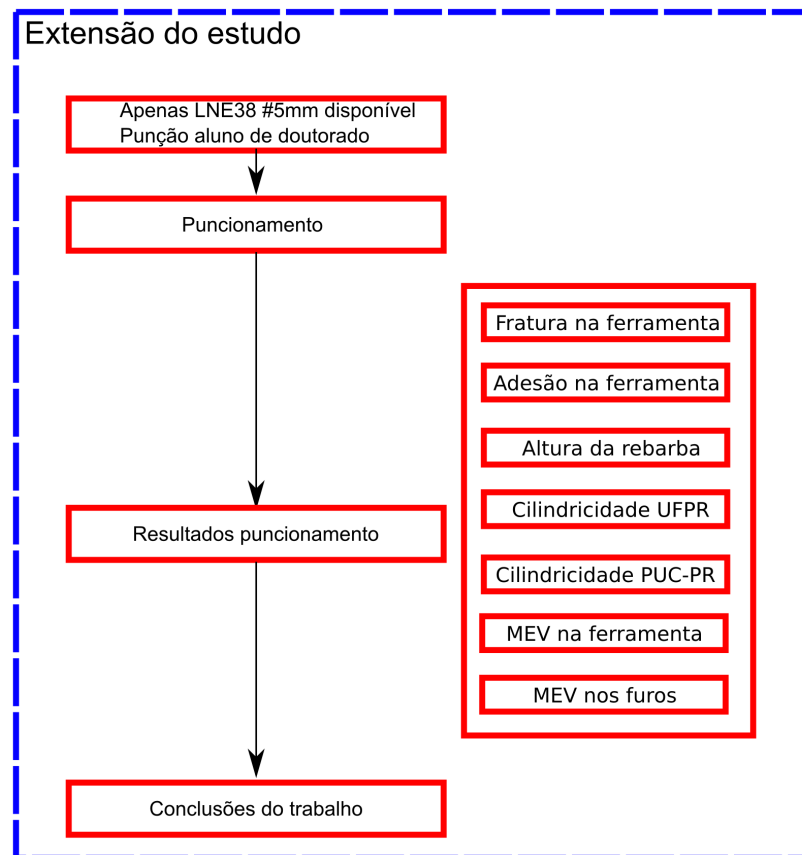 Extensão do estudo
Apenas LNE38 #5mm disponível
Punção aluno de doutorado
Puncionamento
Fratura na ferramenta
Adesão na ferramenta
Altura da rebarba
Cilindricidade UFPR
Resultados puncionamento
Cilindricidade PUC-PR
MEV na ferramenta
MEV nos furos
Conclusões do trabalho